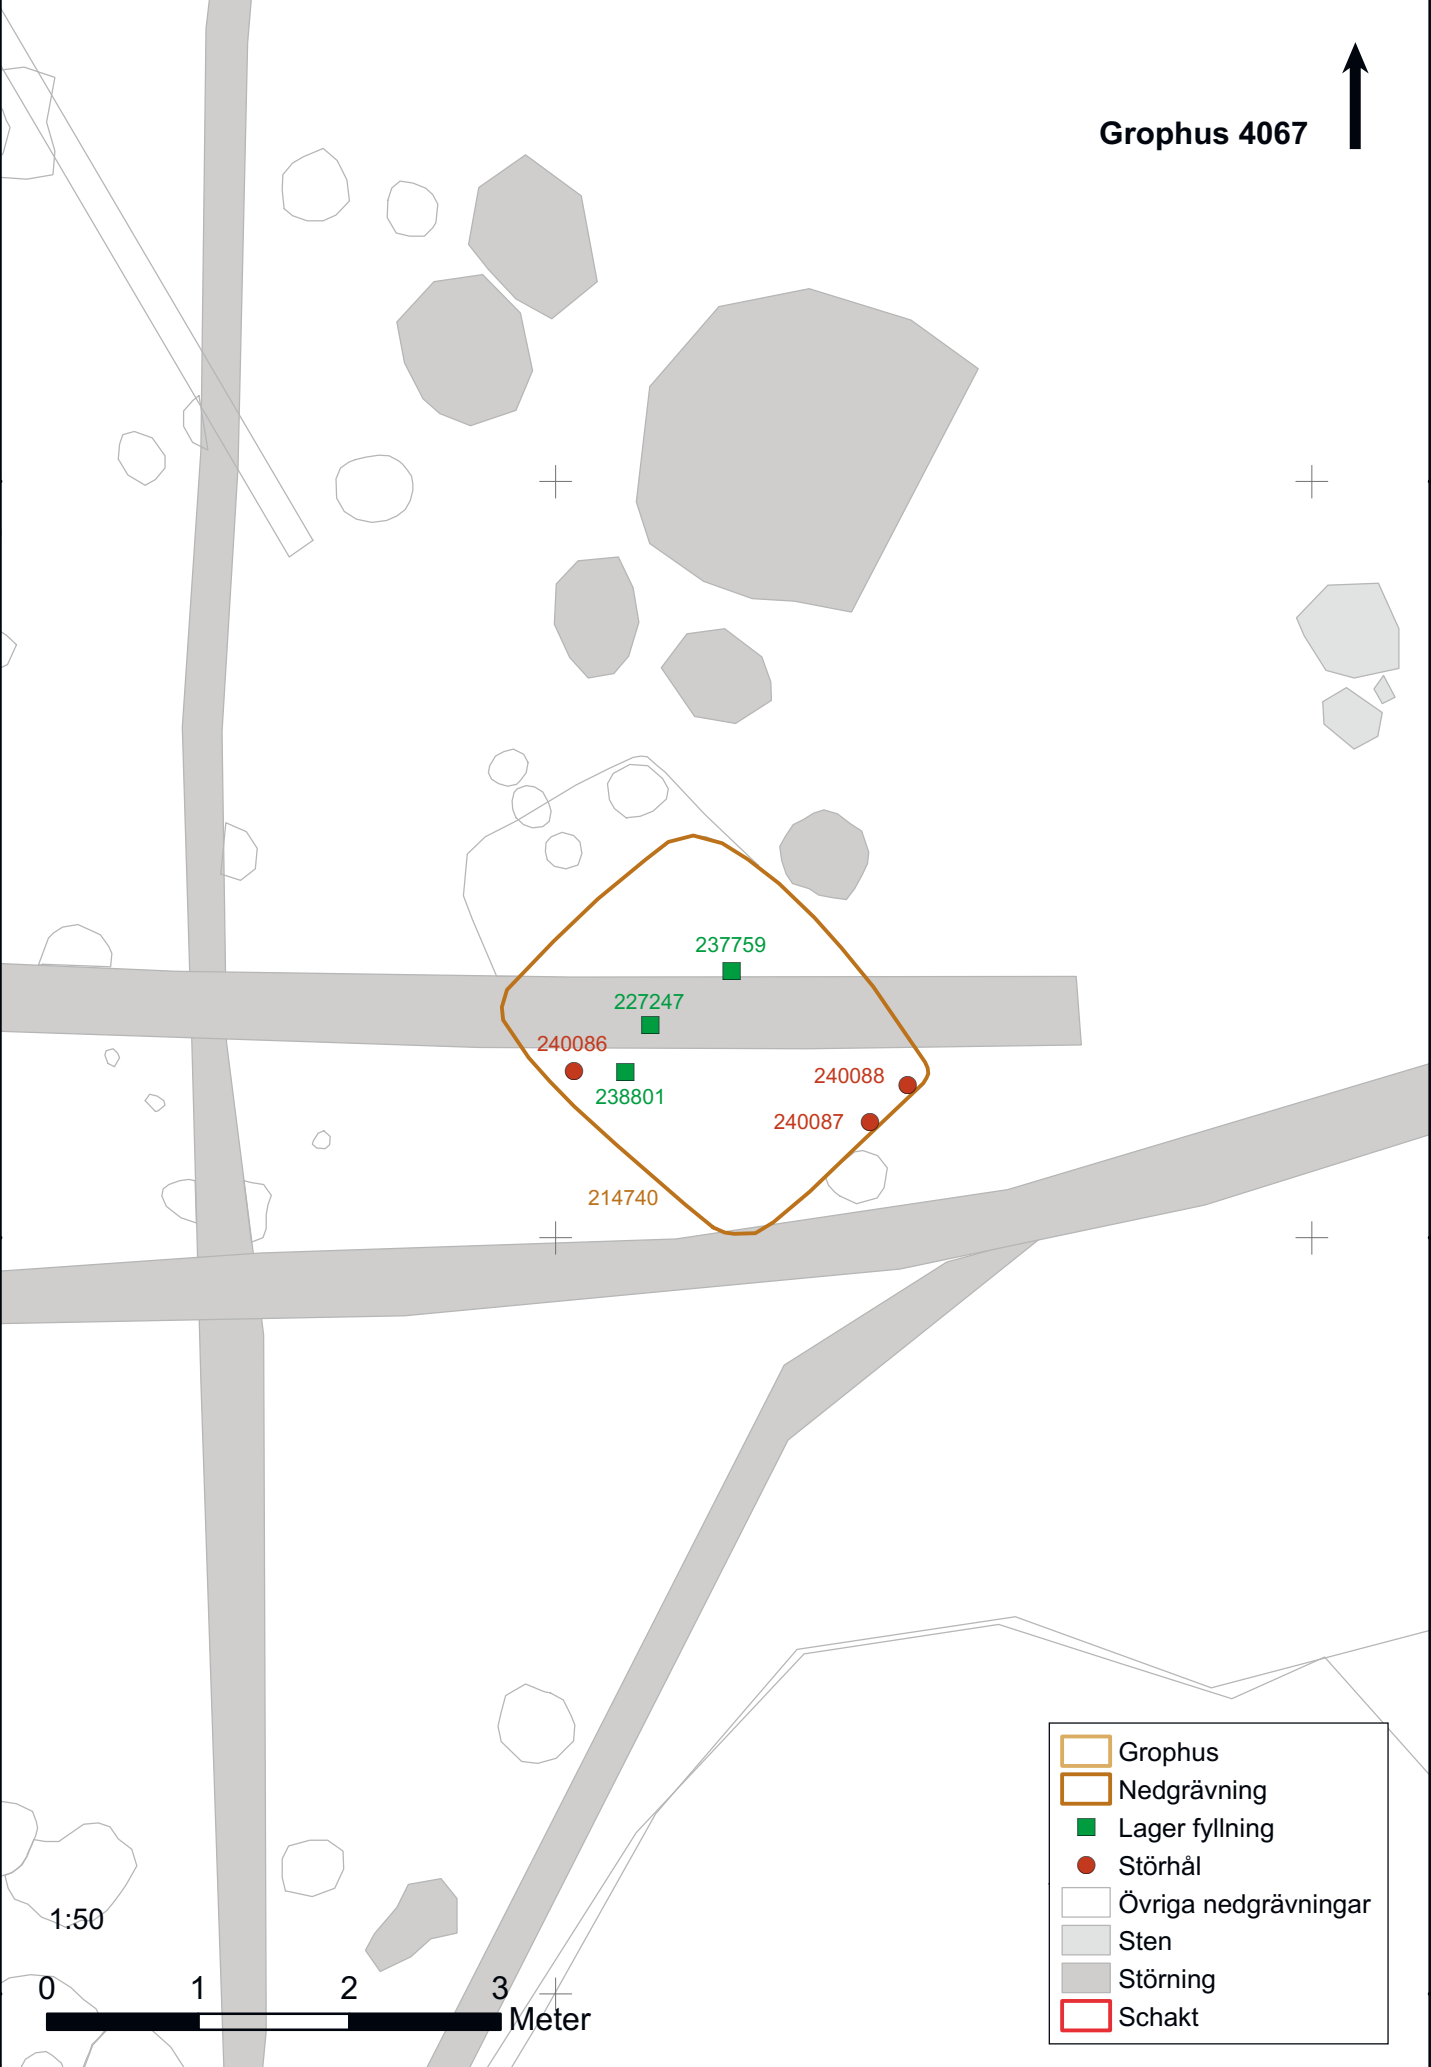 Grophus 4067
237759
227247
240086
238801
240088
240087
214740
Grophus
Nedgrävning
Lager fyllning
Störhål
Övriga nedgrävningar
Sten
Störning
Schakt
1:50
0 1 2 3
Meter